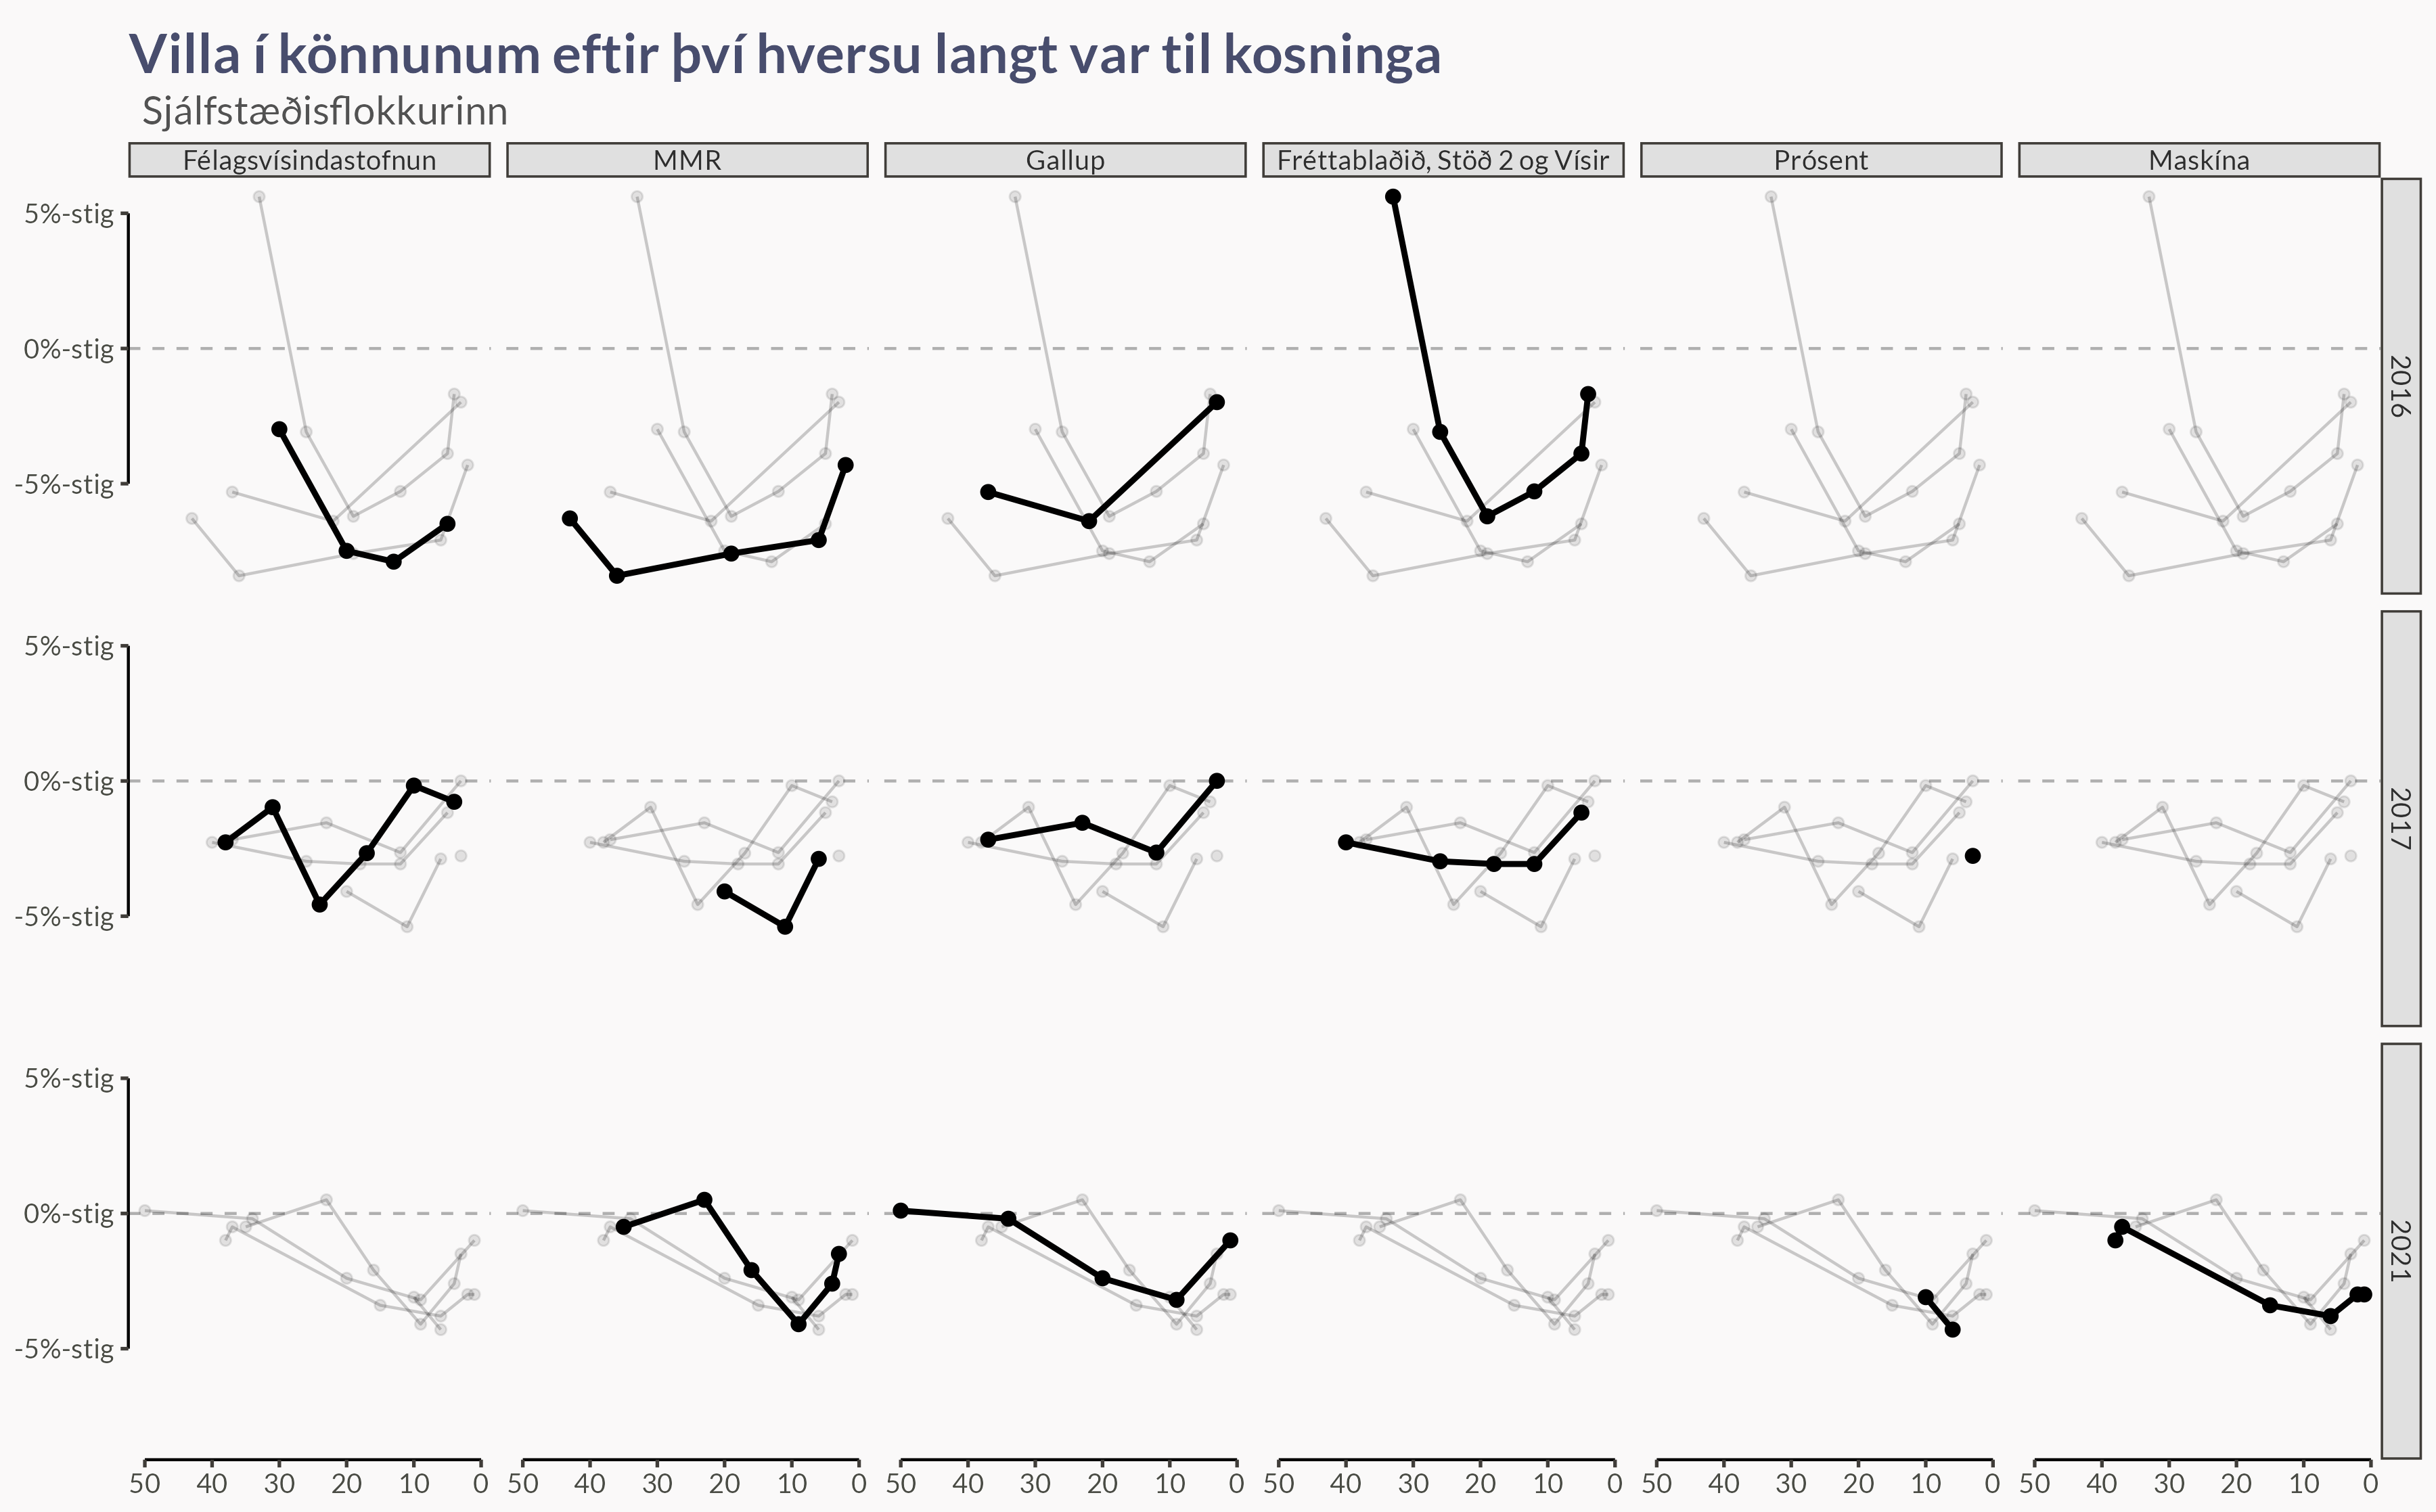 Villa í könnunum eftir því hversu langt var til kosninga
Sjálfstæðisflokkurinn
Félagsvísindastofnun MMR Gallup Fréttablaðið, Stöð 2 og Vísir Prósent Maskína
5%-stig
0%-stig
-5%-stig
2016
5%-stig
0%-stig
-5%-stig
2017
5%-stig
0%-stig
-5%-stig
2021
50 40 30 20 10 0 50 40 30 20 10 0 50 40 30 20 10 0 50 40 30 20 10 0 50 40 30 20 10 0 50 40 30 20 10 0